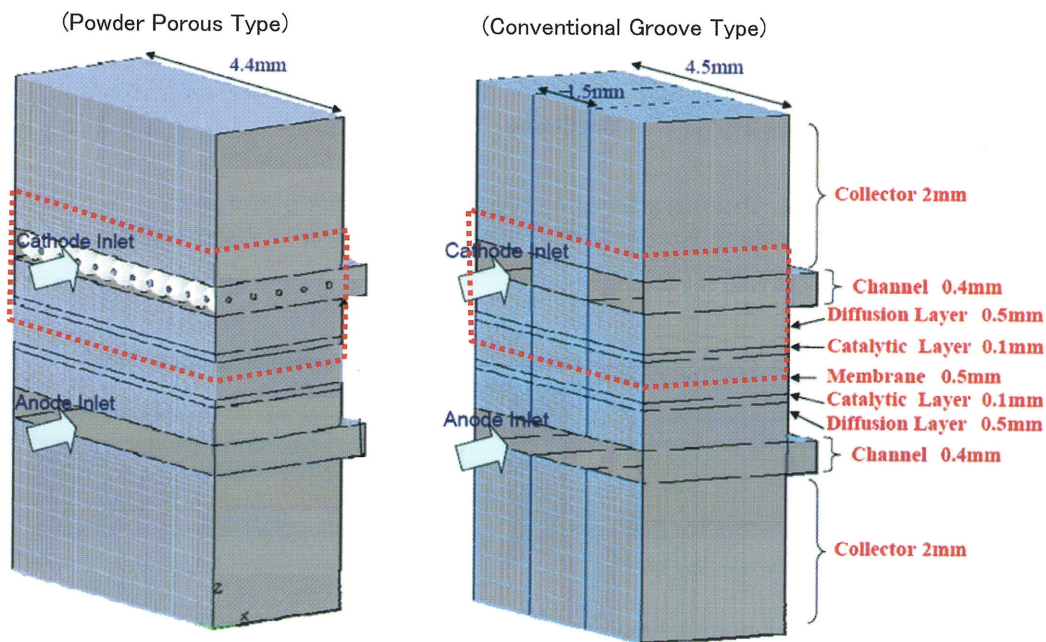 (Powder Porous Type)
(Conventional Groove Type)
4.4mm
4.5mm
1.5mm
Collector 2mm
Cathode Inlet
Cathode Inlet
Channel 0.4mm
Diffusion Layer 0.5mm
Catalytic Layer 0.1mm
Membrane 0.5mm
Anode Inlet
Catalytic Layer 0.1mm
Diffusion Layer 0.5mm
Anode Inlet
Channel 0.4mm
Collector 2mm
z
x